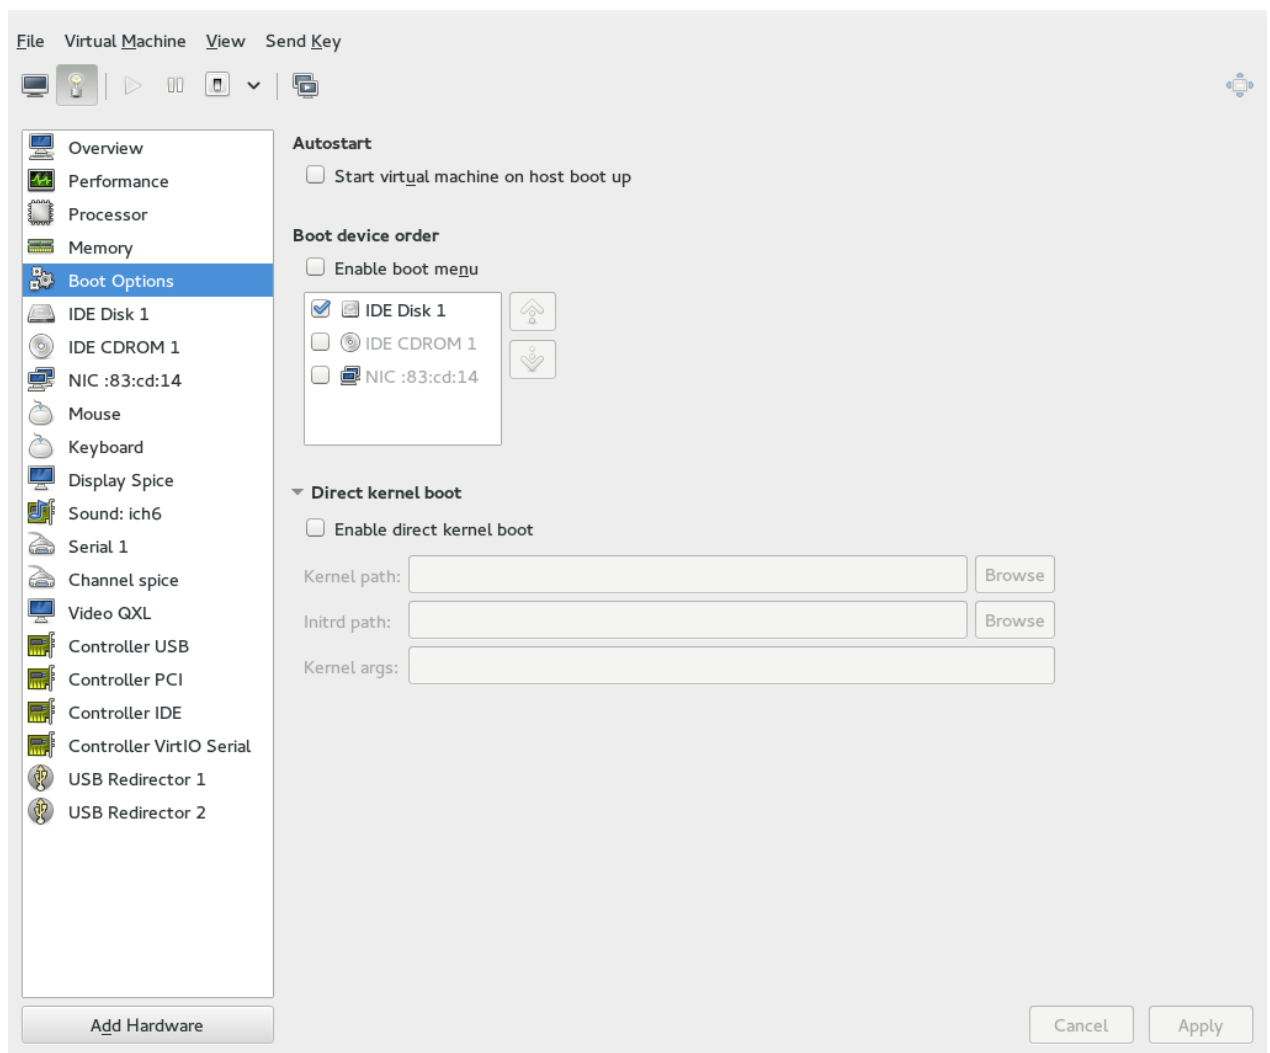 File Virtual Machine View Send Key
Overview
Performance
Processor
Memory
Boot Options
IDE Disk 1
IDE CDROM 1
NIC :83:cd:14
Mouse
Keyboard
Display Spice
Sound: ich6
Serial 1
Channel spice
Video QXL
Controller USB
Controller PCI
Controller IDE
Controller VirtIO Serial
USB Redirector 1
USB Redirector 2
Add Hardware
Autostart
Start virtual machine on host boot up
Boot device order
Enable boot menu
IDE Disk 1
IDE CDROM 1
NIC :83:cd:14
Direct kernel boot
Enable direct kernel boot
Kernel path: Browse
Initrd path: Browse
Kernel args:
Cancel Apply